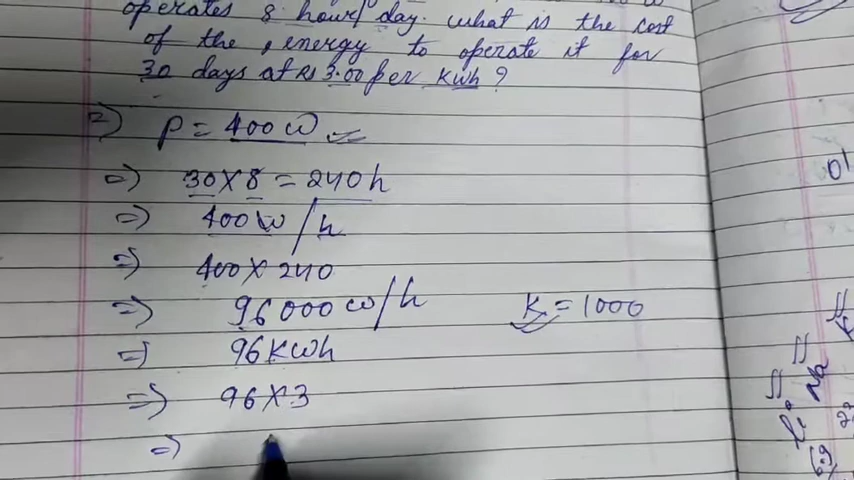 operates 8 hour/day. what is the cost
of the energy to operate it for
30 days at Rs 3.00 per kwh ?
=) P = 400 W
=) 30 X 8 = 240 h
=) 400 W / h
=) 400 X 240
=) 96000 W/h K = 1000
=) 96 KWh
=) 96 X 3
=)